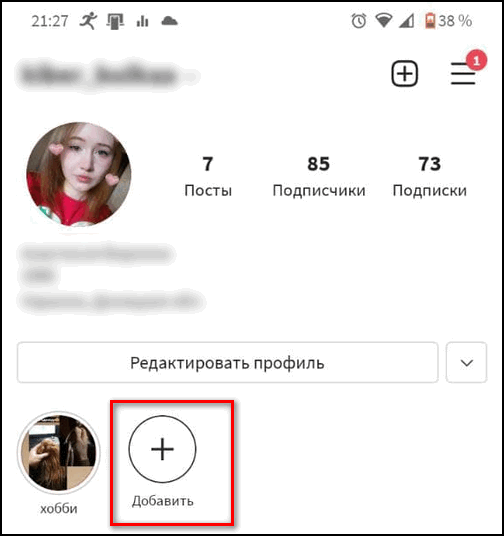 21:27 38 %
1
7 85 73
Посты Подписчики Подписки
Редактировать профиль
хобби Добавить